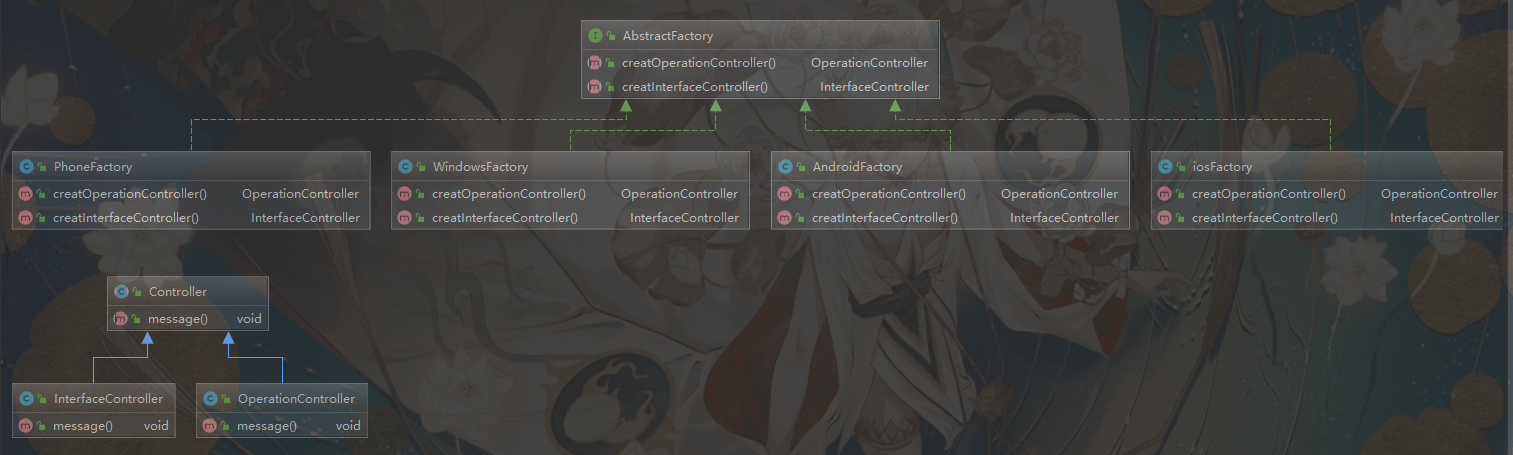 AbstractFactory
creatOperationController() OperationController
creatInterfaceController() InterfaceController
PhoneFactory
creatOperationController() OperationController
creatInterfaceController() InterfaceController
WindowsFactory
creatOperationController() OperationController
creatInterfaceController() InterfaceController
AndroidFactory
creatOperationController() OperationController
creatInterfaceController() InterfaceController
iosFactory
creatOperationController() OperationController
creatInterfaceController() InterfaceController
Controller
message() void
InterfaceController
message() void
OperationController
message() void